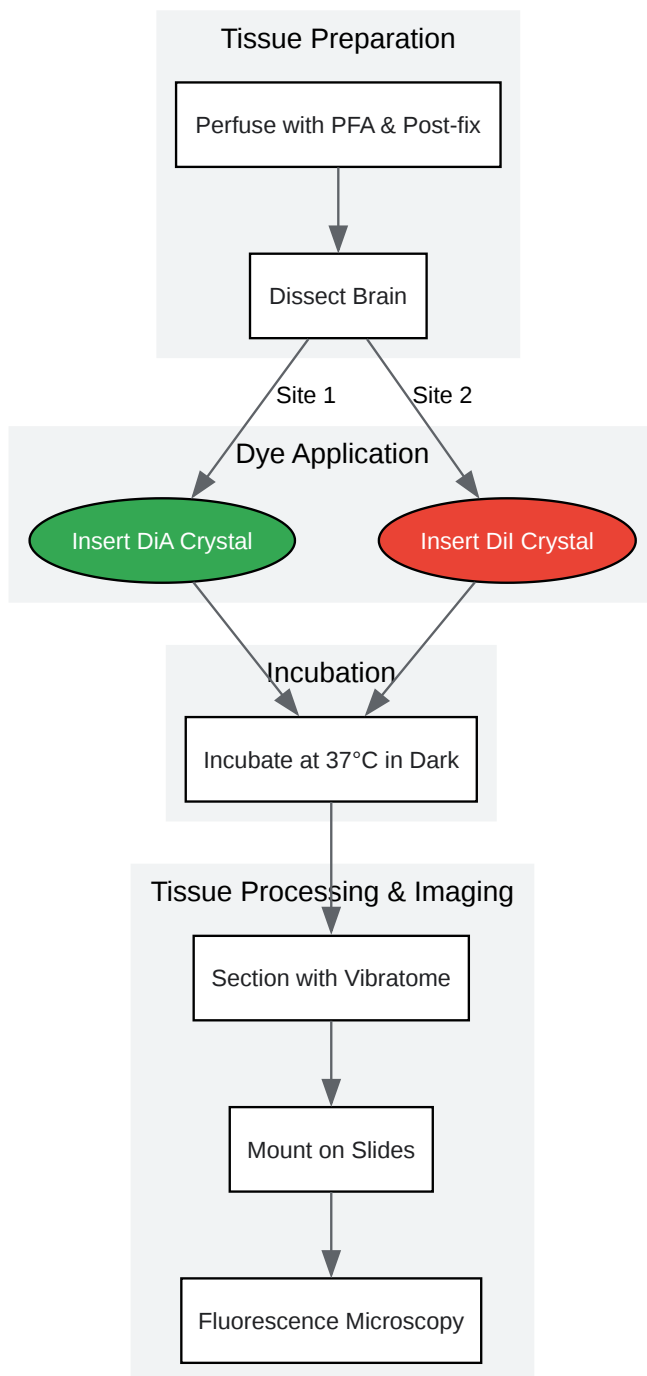 Tissue Preparation
Perfuse with PFA & Post-fix
Dissect Brain
Site 1
Site 2
Dye Application
Insert DiA Crystal
Insert DiI Crystal
Incubation
Incubate at 37°C in Dark
Tissue Processing & Imaging
Section with Vibratome
Mount on Slides
Fluorescence Microscopy